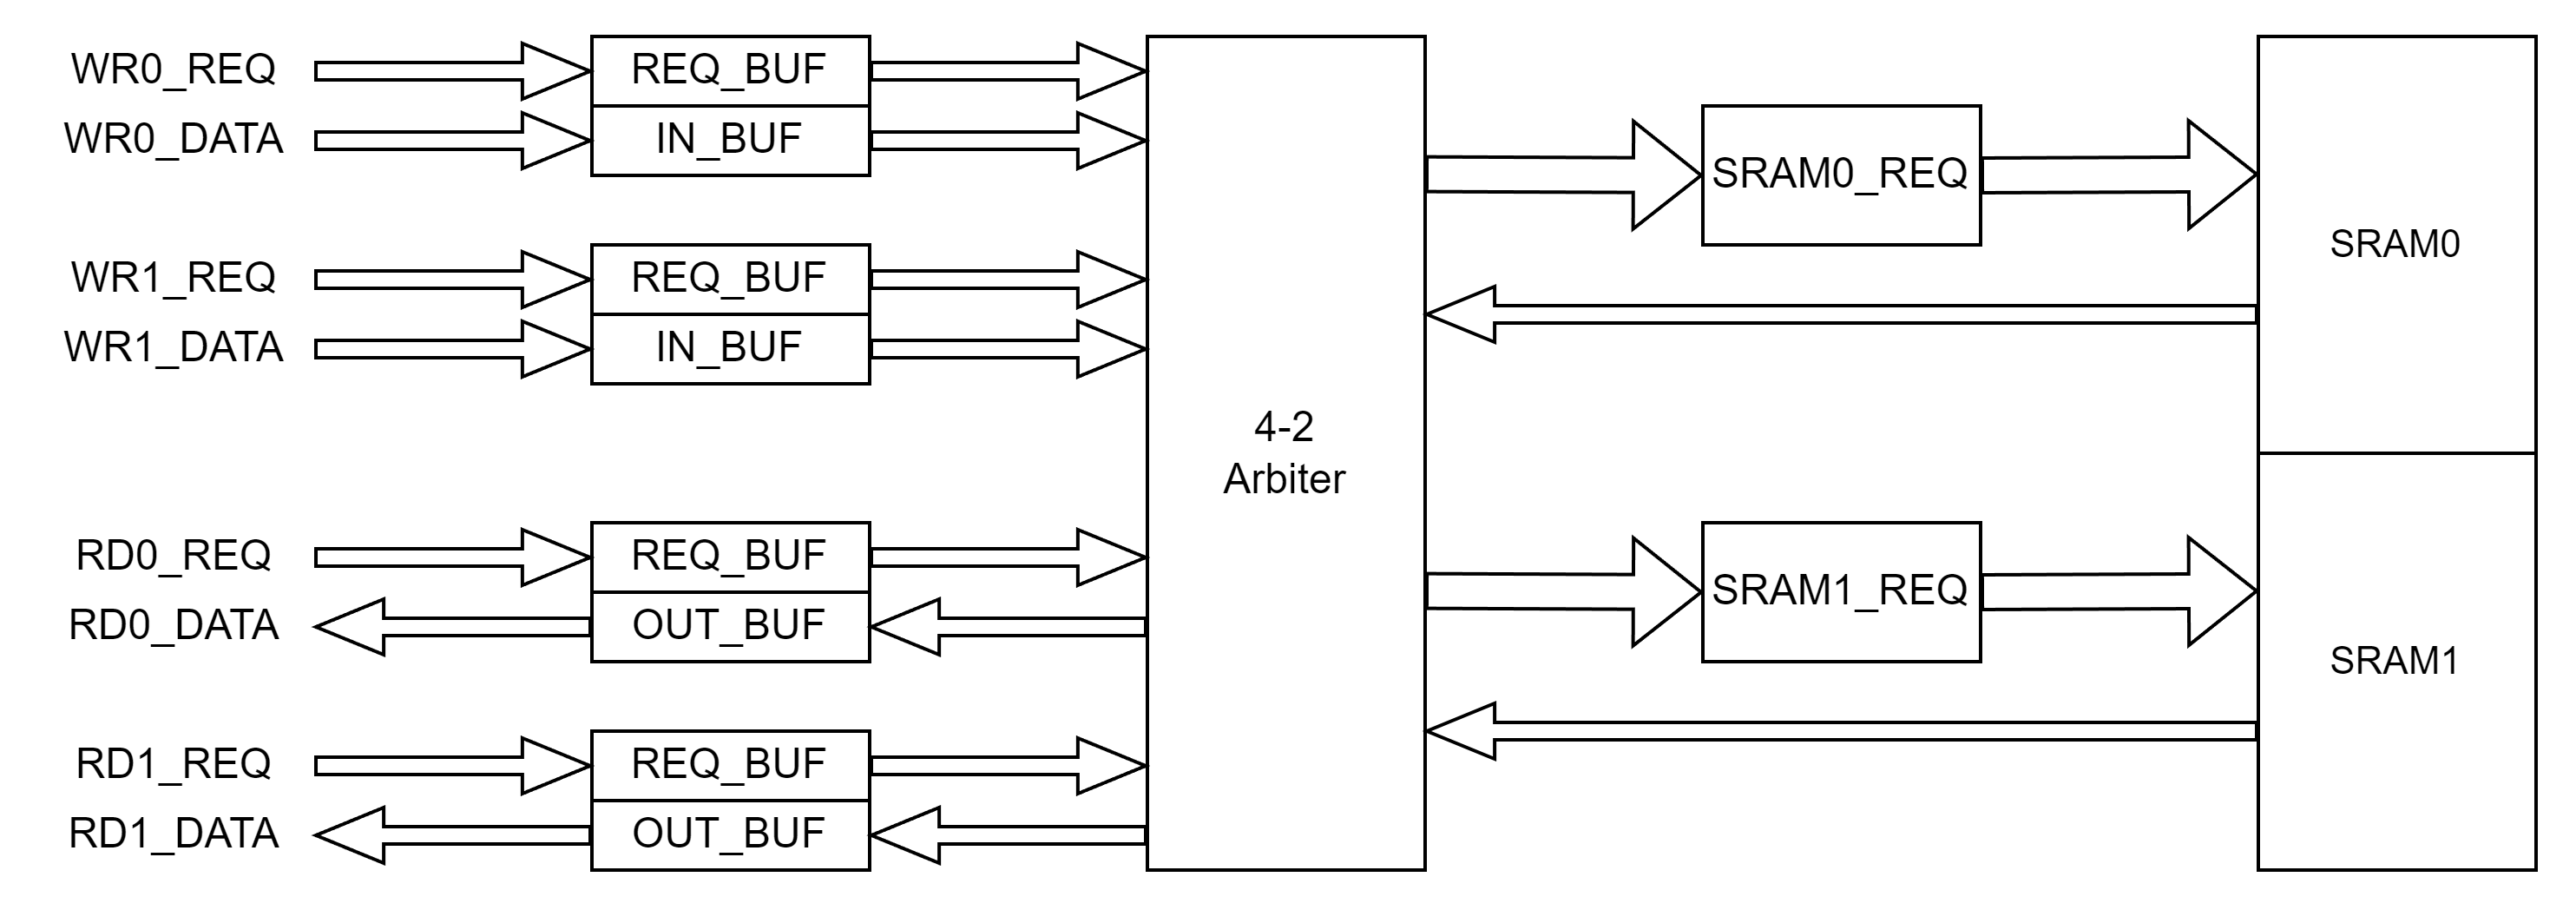 WR0_REQ
REQ_BUF
WR0_DATA
IN_BUF
SRAM0_REQ
SRAM0
WR1_REQ
REQ_BUF
WR1_DATA
IN_BUF
4-2
Arbiter
RD0_REQ
REQ_BUF
RD0_DATA
OUT_BUF
SRAM1_REQ
SRAM1
RD1_REQ
REQ_BUF
RD1_DATA
OUT_BUF